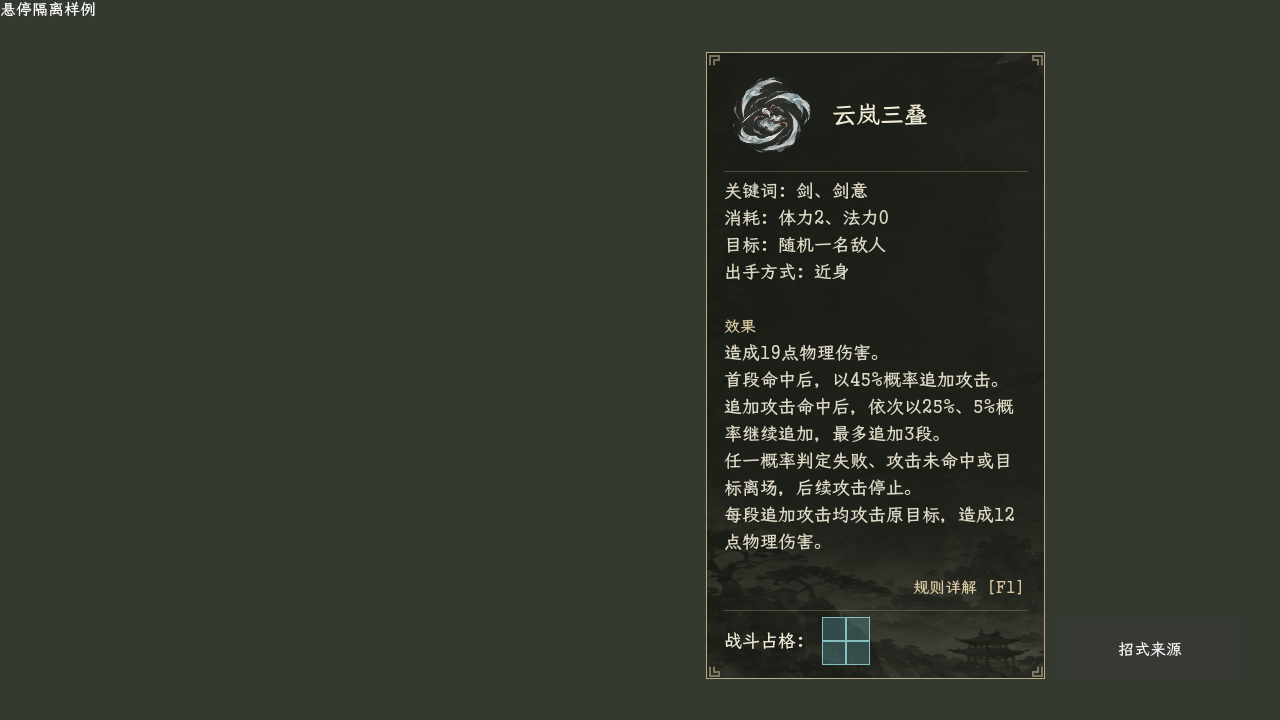 悬停隔离样例
云岚三叠
关键词：剑、剑意
消耗：体力2、法力0
目标：随机一名敌人
出手方式：近身
效果
造成19点物理伤害。
首段命中后，以45%概率追加攻击。
追加攻击命中后，依次以25%、5%概
率继续追加，最多追加3段。
任一概率判定失败、攻击未命中或目
标离场，后续攻击停止。
每段追加攻击均攻击原目标，造成12
点物理伤害。
规则详解 [F1]
战斗占格：
招式来源